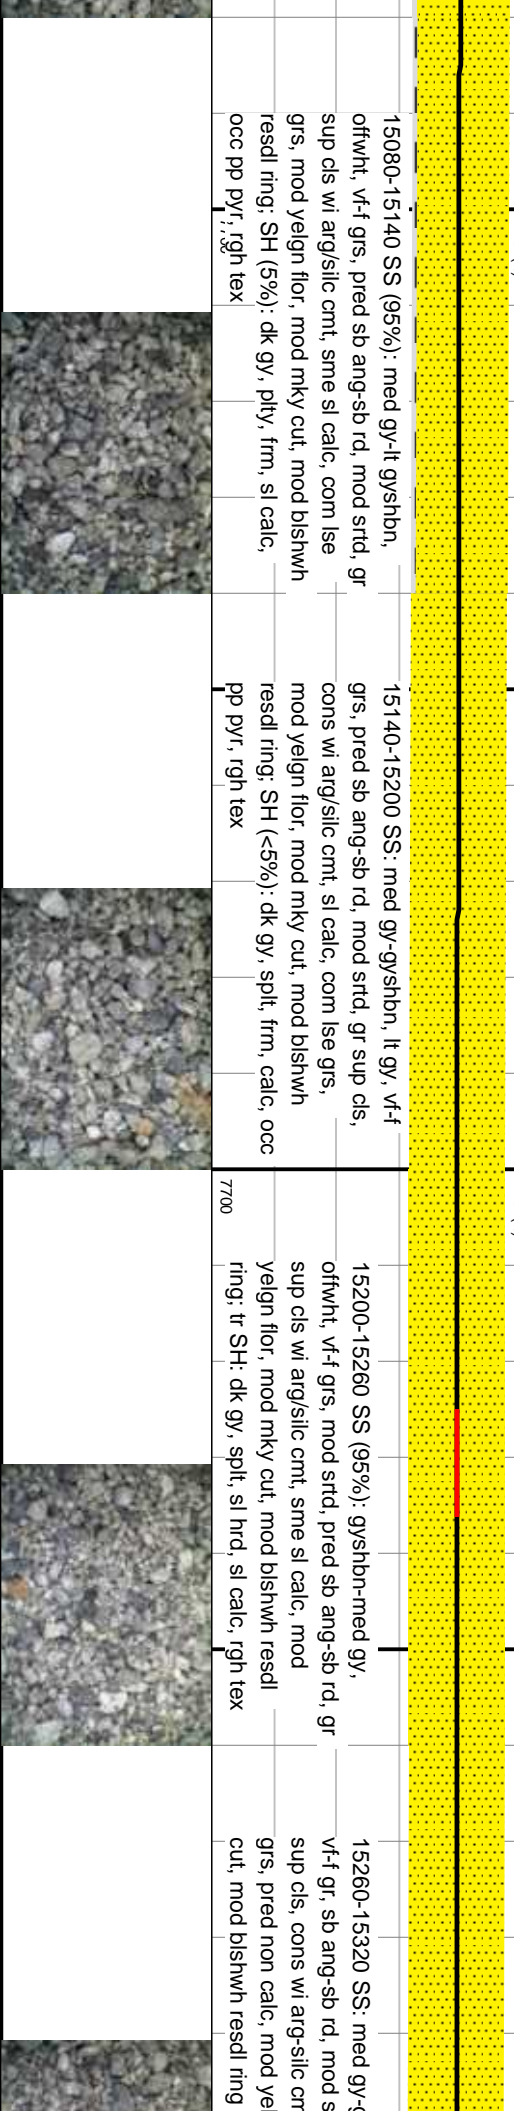 15080-15140 SS (95%): med gy-lt gyshbn,
offwht, vf-f grs, pred sb ang-sb rd, mod srtd, gr
sup cls wi arg/silc cmt, sme sl calc, com lse
grs, mod yelgn flor, mod mky cut, mod blshwh
resdl ring; SH (5%): dk gy, plty, frm, sl calc,
occ pp pyr, rgh tex
15140-15200 SS: med gy-gyshbn, lt gy, vf-f
grs, pred sb ang-sb rd, mod srtd, gr sup cls,
cons wi arg/silc cmt, sl calc, com lse grs,
mod yelgn flor, mod mky cut, mod blshwh
resdl ring; SH (<5%): dk gy, splt, frm, calc, occ
pp pyr, rgh tex
7700
15200-15260 SS (95%): gyshbn-med gy,
offwht, vf-f grs, mod srtd, pred sb ang-sb rd, gr
sup cls wi arg/silc cmt, sme sl calc, mod
yelgn flor, mod mky cut, mod blshwh resdl
ring; tr SH: dk gy, splt, sl hrd, sl calc, rgh tex
15260-15320 SS: med gy-g
vf-f gr, sb ang-sb rd, mod s
sup cls, cons wi arg-silc cm
grs, pred non calc, mod yel
cut, mod blshwh resdl ring